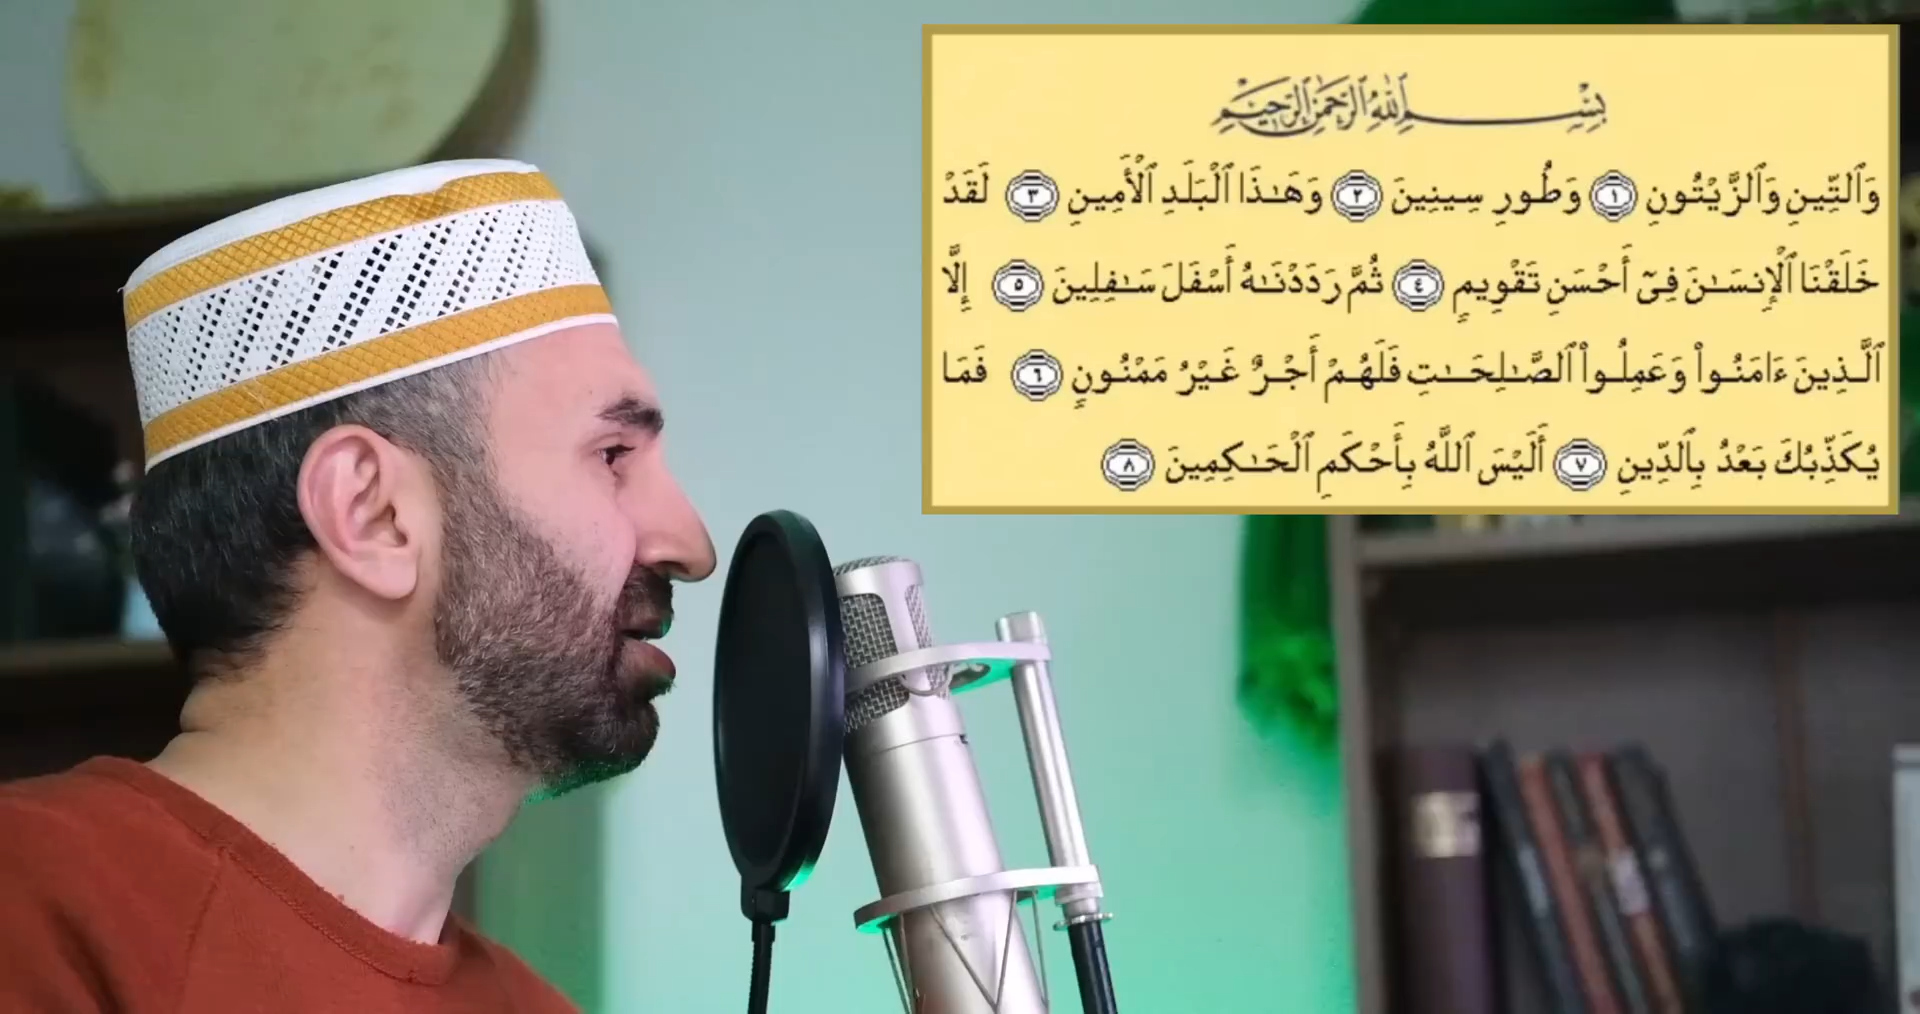 بِسْمِ ٱللَّهِ ٱلرَّحْمَٰنِ ٱلرَّحِيمِ
وَٱلتِّينِ وَٱلزَّيْتُونِ ١ وَطُورِ سِينِينَ ٢ وَهَٰذَا ٱلْبَلَدِ ٱلْأَمِينِ ٣ لَقَدْ
خَلَقْنَا ٱلْإِنسَٰنَ فِىٓ أَحْسَنِ تَقْوِيمٍ ٤ ثُمَّ رَدَدْنَٰهُ أَسْفَلَ سَٰفِلِينَ ٥ إِلَّا
ٱلَّذِينَ ءَامَنُوا۟ وَعَمِلُوا۟ ٱلصَّٰلِحَٰتِ فَلَهُمْ أَجْرٌ غَيْرُ مَمْنُونٍ ٦ فَمَا
يُكَذِّبُكَ بَعْدُ بِٱلدِّينِ ٧ أَلَيْسَ ٱللَّهُ بِأَحْكَمِ ٱلْحَٰكِمِينَ ٨